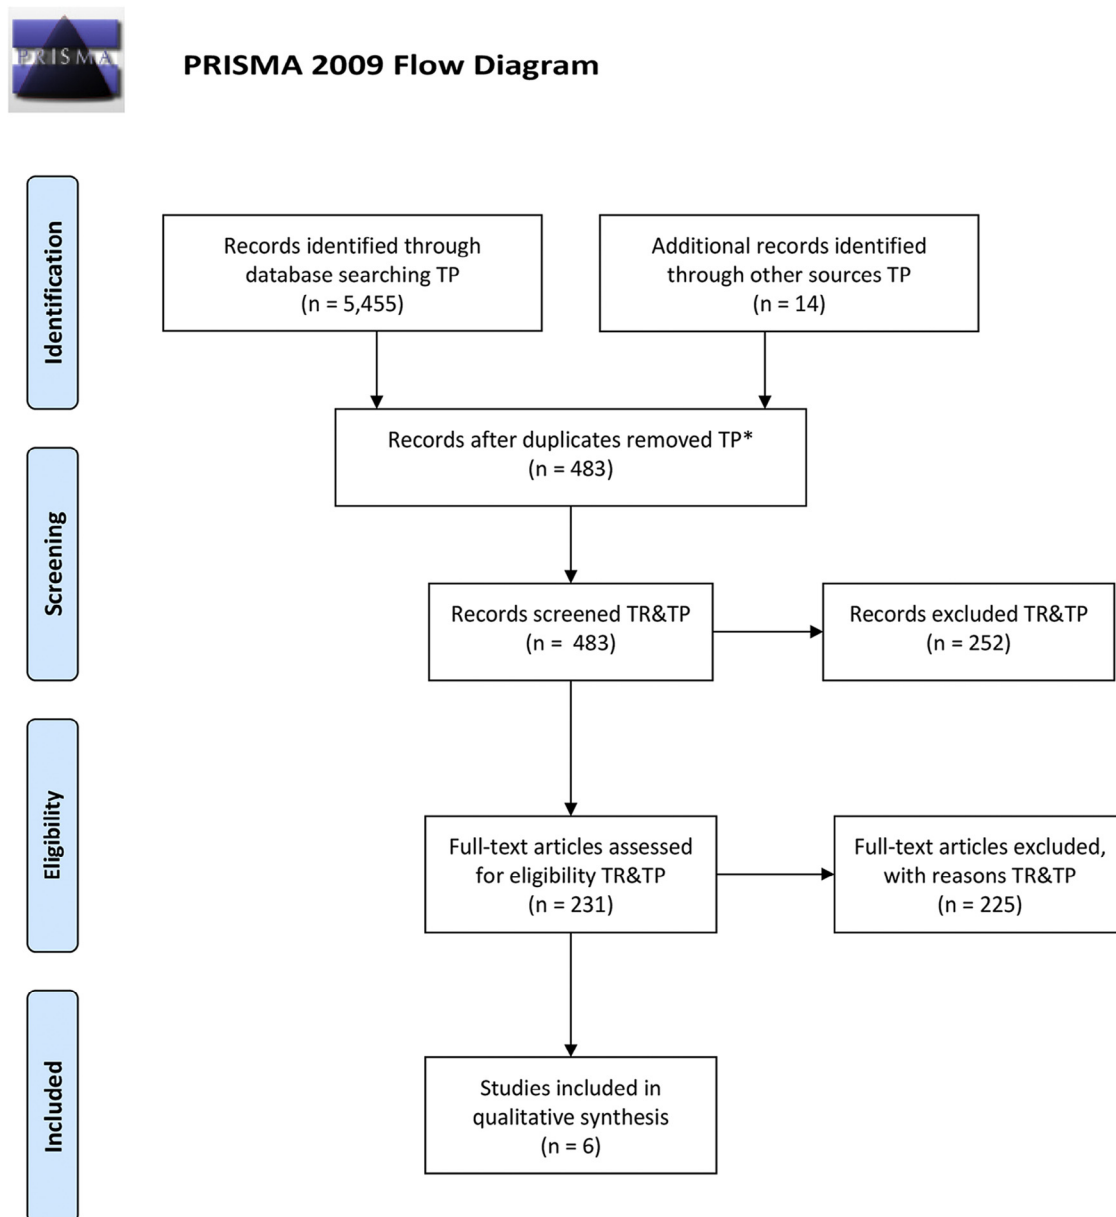 PRISMA
PRISMA 2009 Flow Diagram
Identification
Records identified through
database searching TP
(n = 5,455)
Additional records identified
through other sources TP
(n = 14)
Records after duplicates removed TP*
(n = 483)
Screening
Records screened TR&TP
(n =  483)
Records excluded TR&TP
(n = 252)
Eligibility
Full-text articles assessed
for eligibility TR&TP
(n = 231)
Full-text articles excluded,
with reasons TR&TP
(n = 225)
Included
Studies included in
qualitative synthesis
(n = 6)